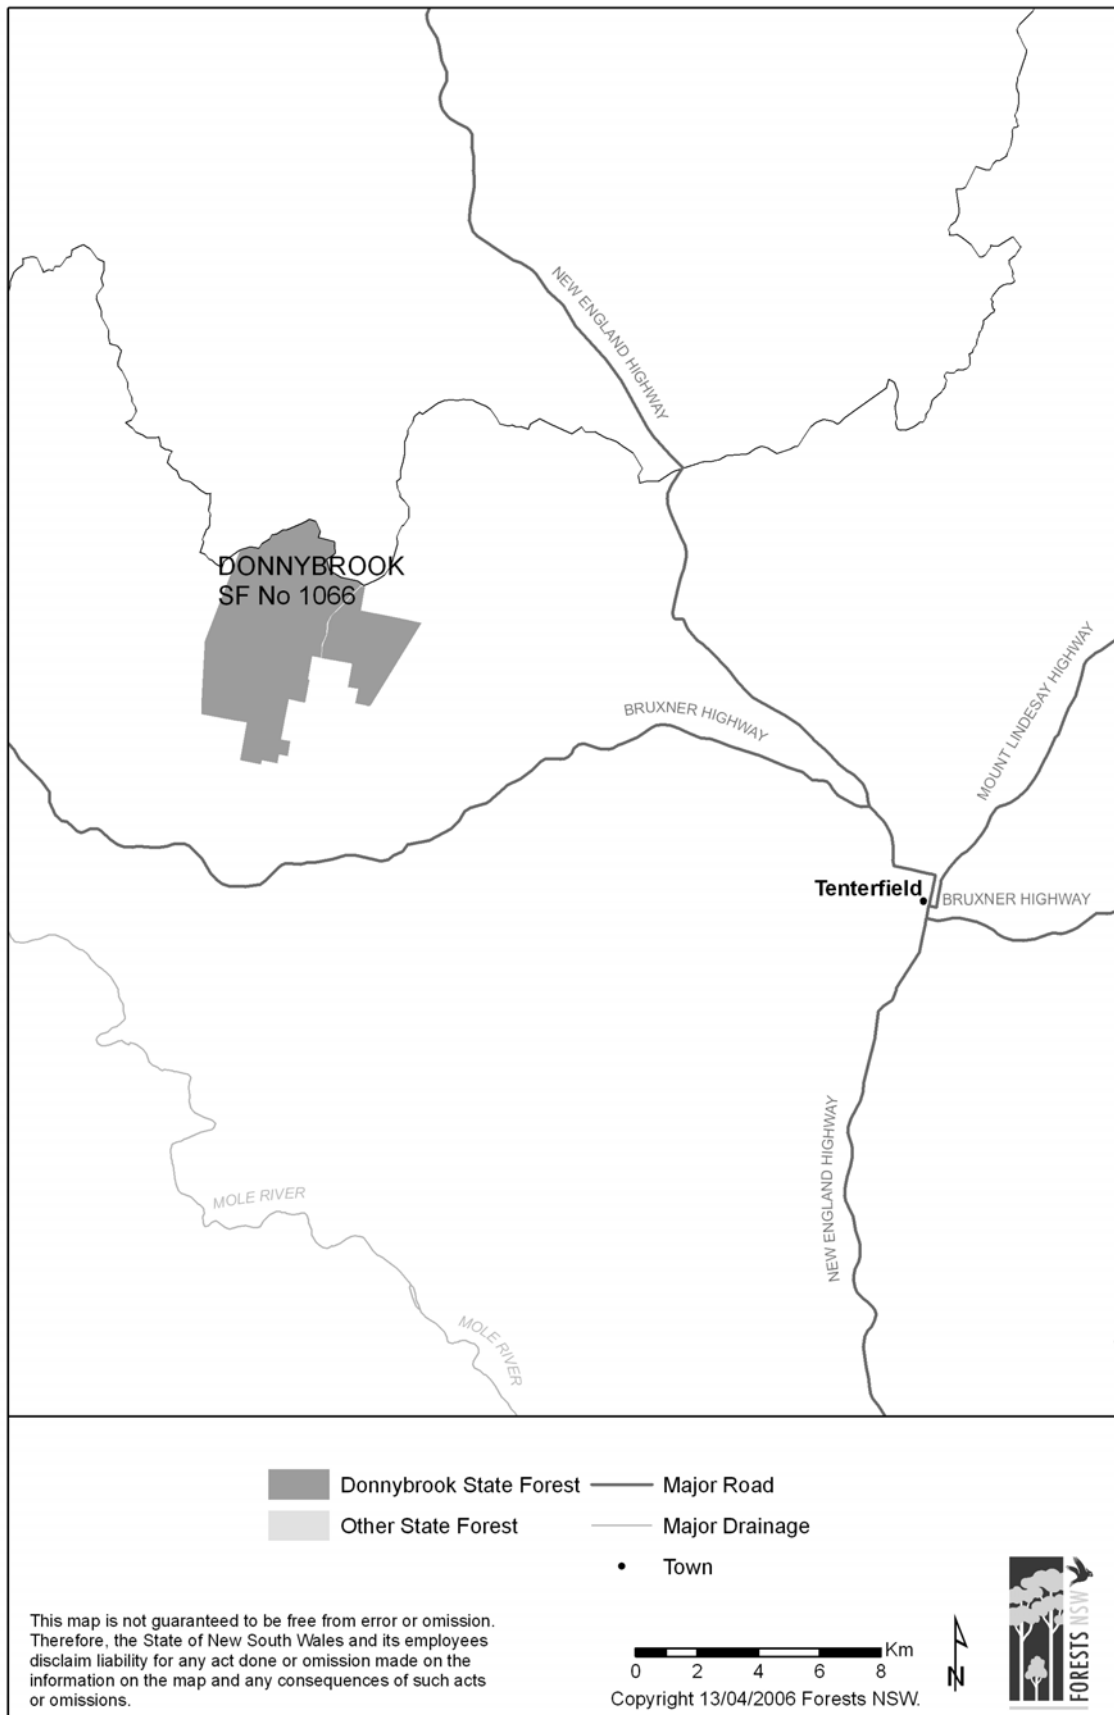 NEW ENGLAND HIGHWAY
DONNYBROOK
SF No 1066
BRUXNER HIGHWAY
MOUNT LINDESAY HIGHWAY
Tenterfield
BRUXNER HIGHWAY
NEW ENGLAND HIGHWAY
MOLE RIVER
MOLE RIVER
Donnybrook State Forest
Major Road
Other State Forest
Major Drainage
Town
This map is not guaranteed to be free from error or omission.
Therefore, the State of New South Wales and its employees
disclaim liability for any act done or omission made on the
information on the map and any consequences of such acts
or omissions.
Km
0 2 4 6 8
Copyright 13/04/2006 Forests NSW.
N
FORESTS NSW